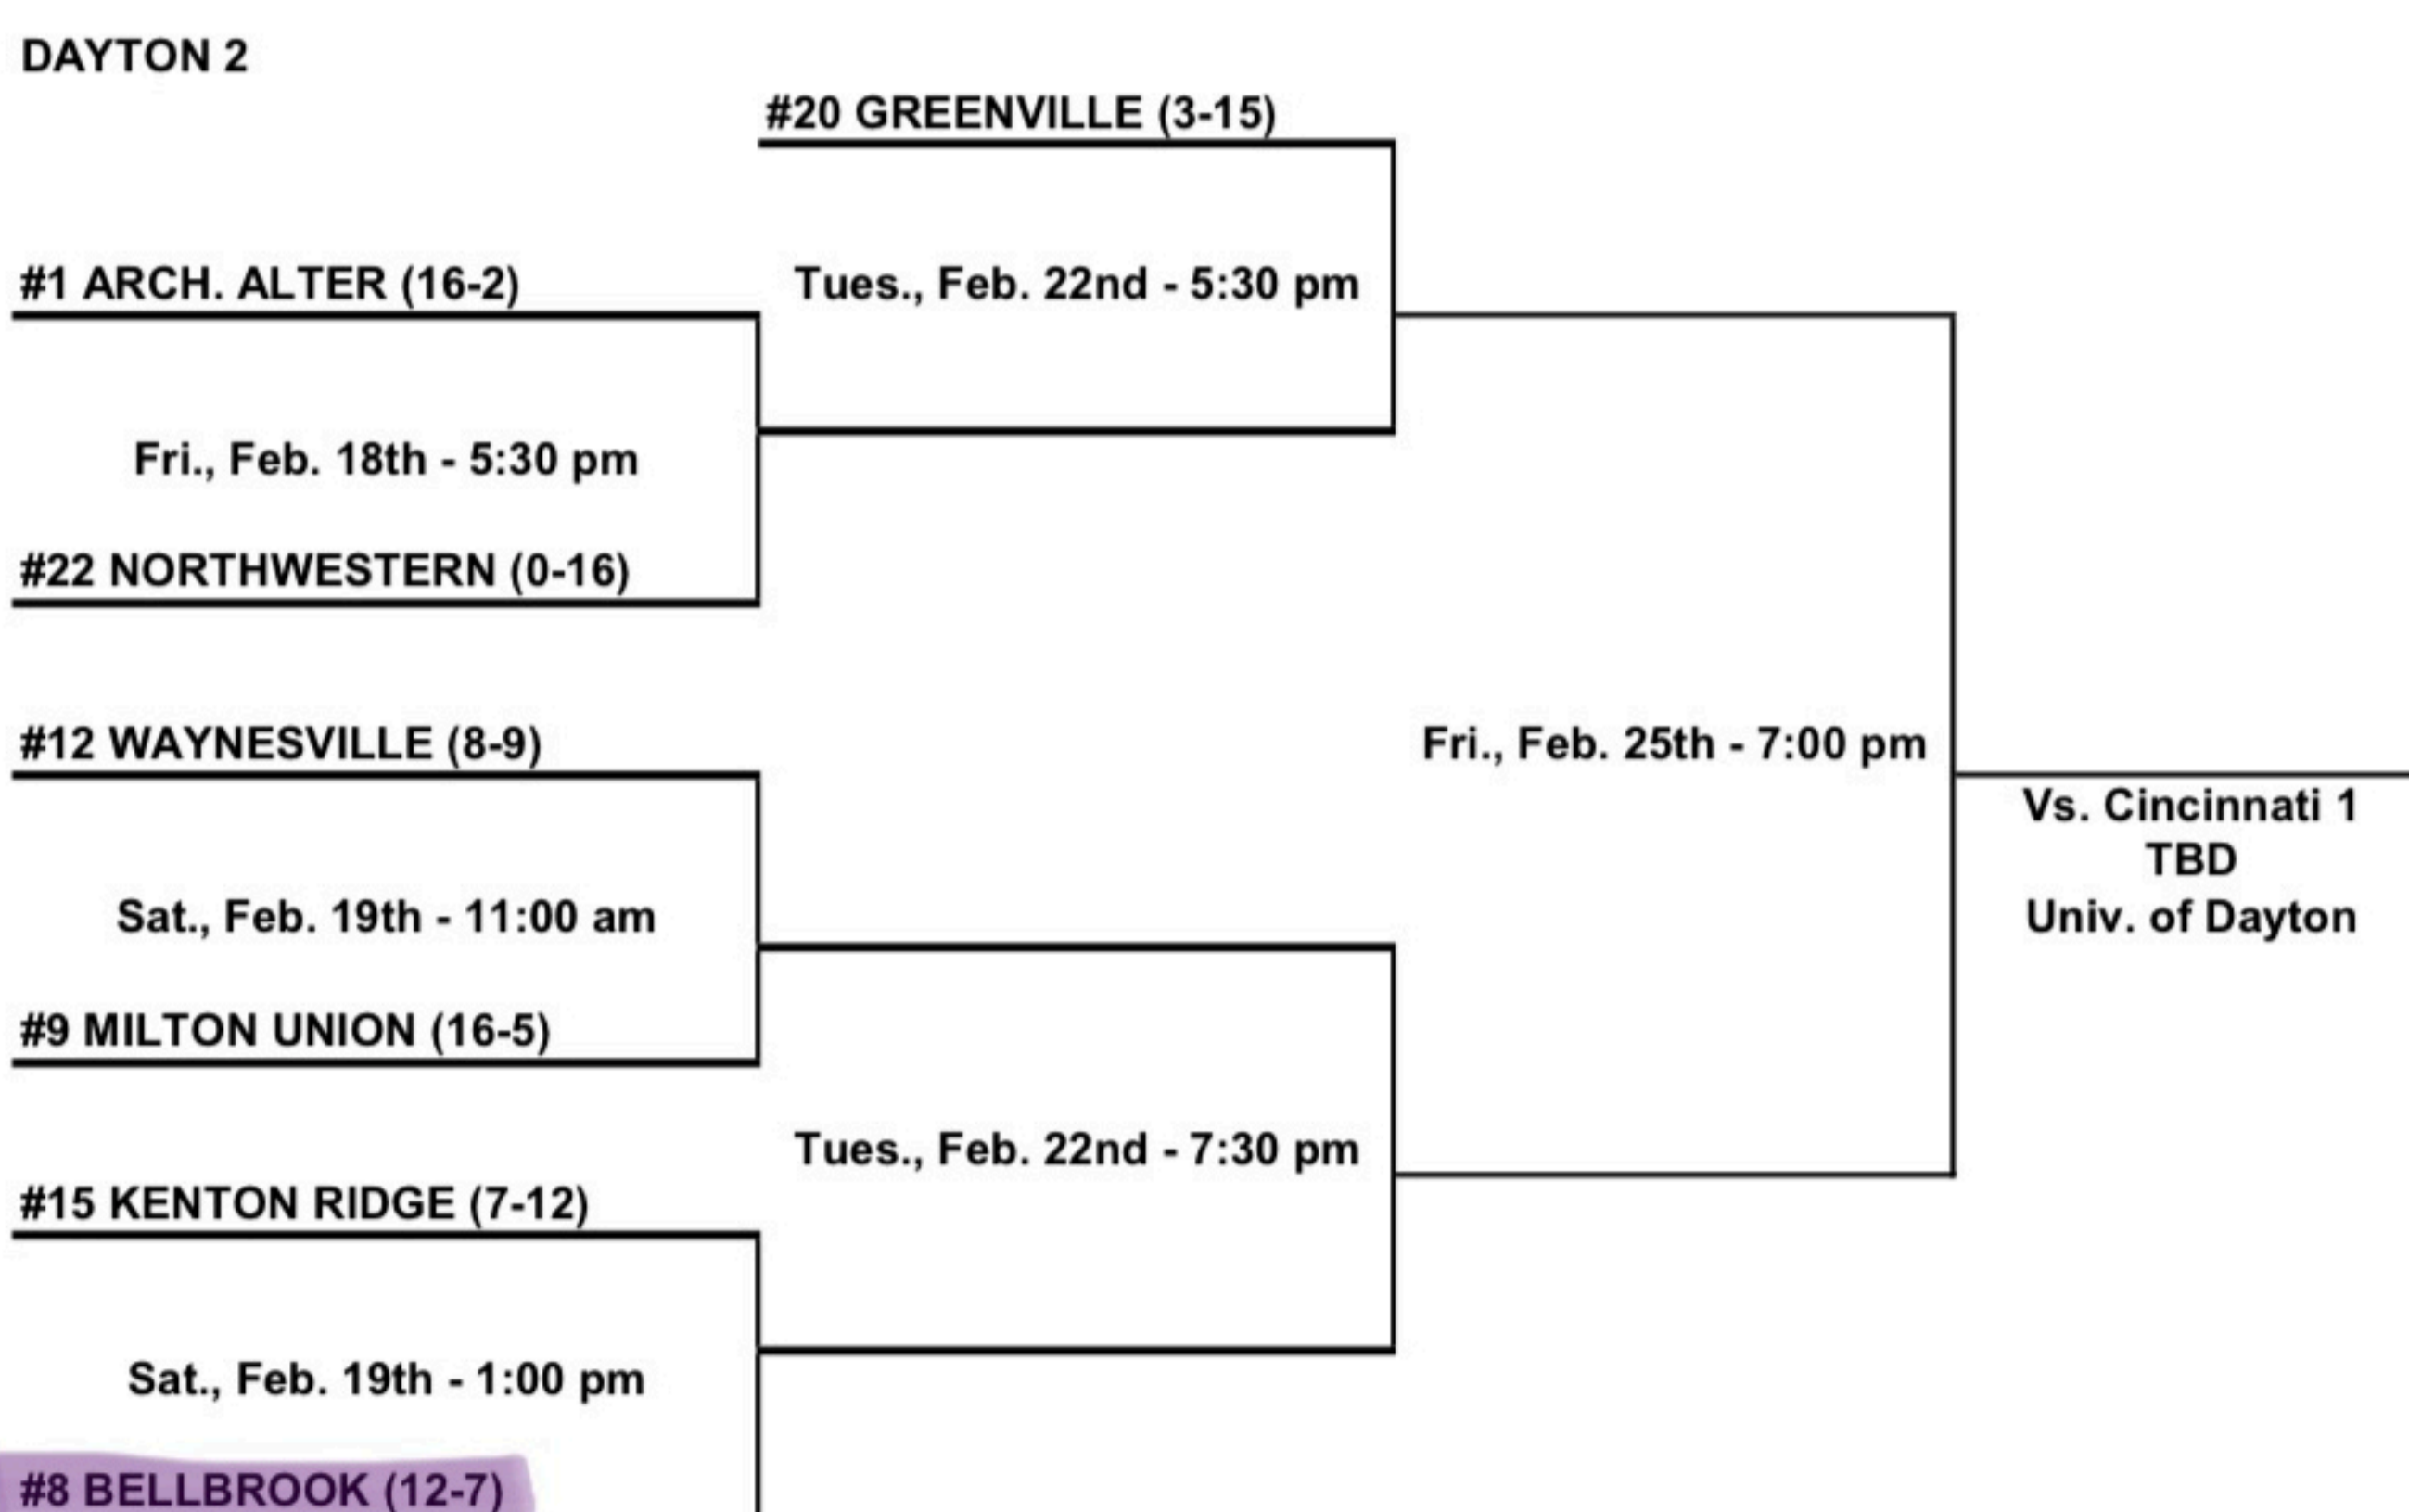 DAYTON 2
#20 GREENVILLE (3-15)
#1 ARCH. ALTER (16-2)
Tues., Feb. 22nd - 5:30 pm
Fri., Feb. 18th - 5:30 pm
#22 NORTHWESTERN (0-16)
#12 WAYNESVILLE (8-9)
Fri., Feb. 25th - 7:00 pm
Vs. Cincinnati 1
TBD
Univ. of Dayton
Sat., Feb. 19th - 11:00 am
#9 MILTON UNION (16-5)
Tues., Feb. 22nd - 7:30 pm
#15 KENTON RIDGE (7-12)
Sat., Feb. 19th - 1:00 pm
#8 BELLBROOK (12-7)